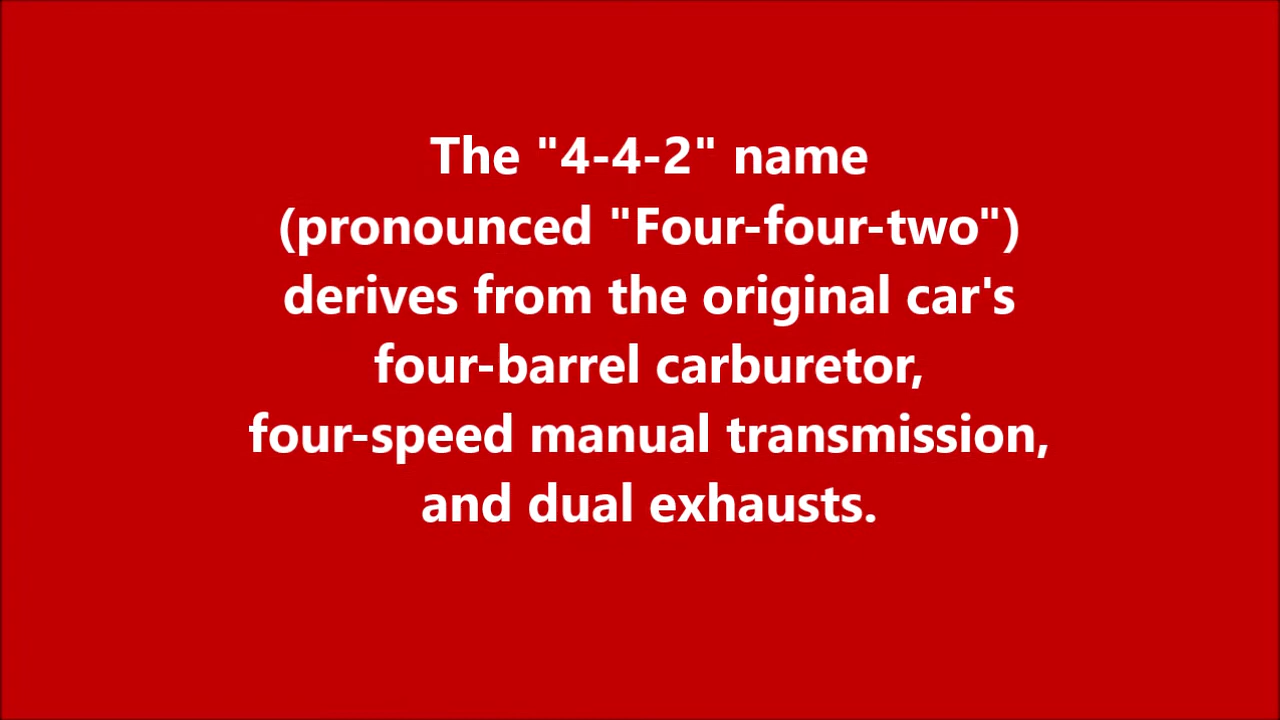 The "4-4-2" name
(pronounced "Four-four-two")
derives from the original car's
four-barrel carburetor,
four-speed manual transmission,
and dual exhausts.